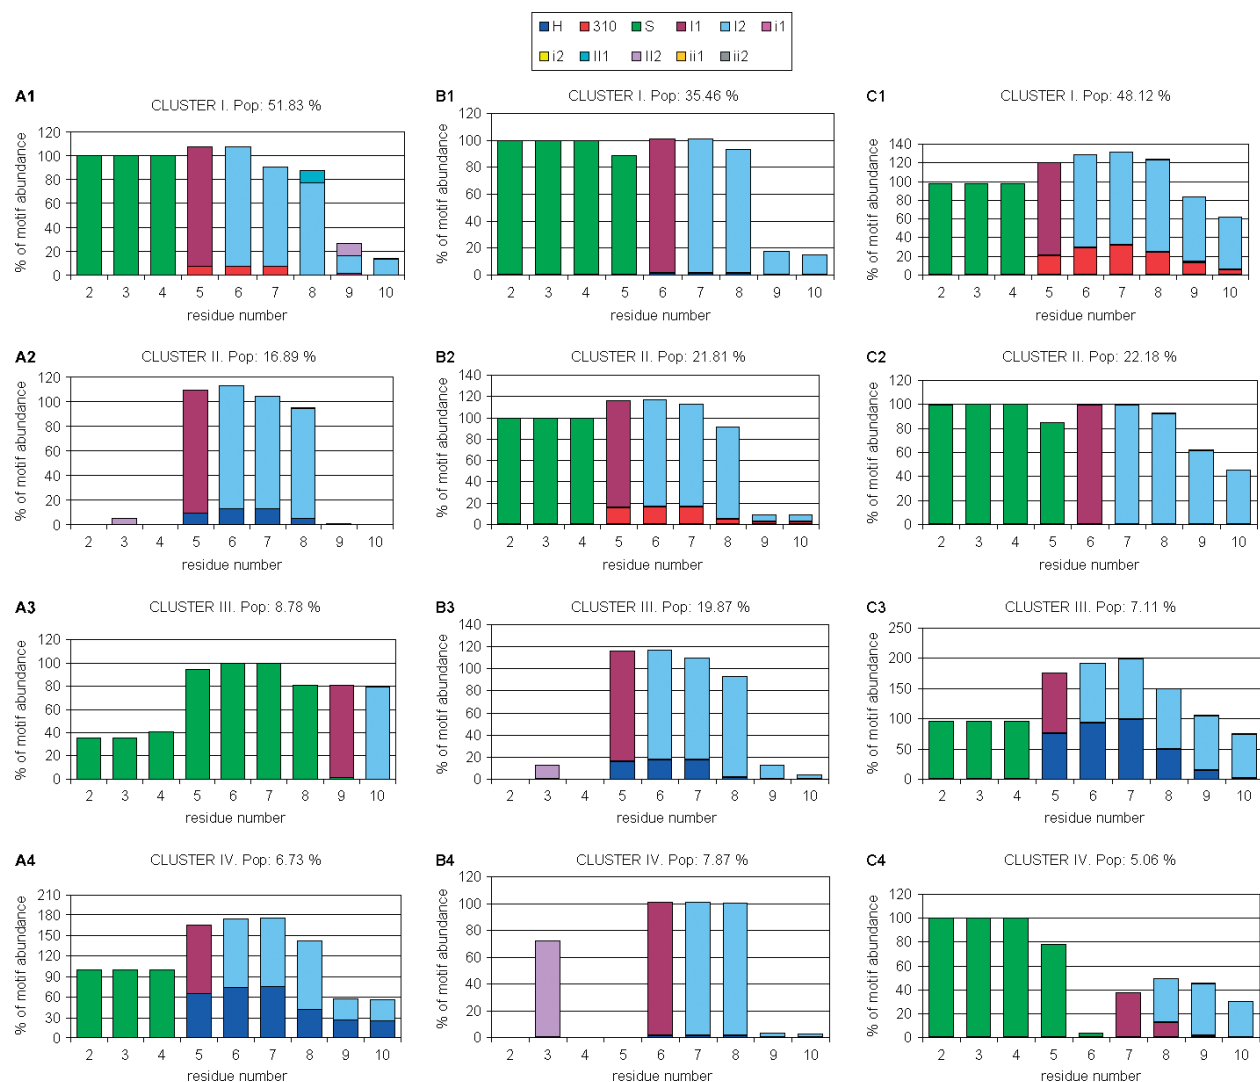 H 310 S I1 I2 i1
i2 II1 II2 ii1 ii2
A1
CLUSTER I. Pop: 51.83 %
% of motif abundance
120
100
80
60
40
20
0
2 3 4 5 6 7 8 9 10
residue number
B1
CLUSTER I. Pop: 35.46 %
% of motif abundance
120
100
80
60
40
20
0
2 3 4 5 6 7 8 9 10
residue number
C1
CLUSTER I. Pop: 48.12 %
% of motif abundance
140
120
100
80
60
40
20
0
2 3 4 5 6 7 8 9 10
residue number
A2
CLUSTER II. Pop: 16.89 %
% of motif abundance
120
100
80
60
40
20
0
2 3 4 5 6 7 8 9 10
residue number
B2
CLUSTER II. Pop: 21.81 %
% of motif abundance
140
120
100
80
60
40
20
0
2 3 4 5 6 7 8 9 10
residue number
C2
CLUSTER II. Pop: 22.18 %
% of motif abundance
120
100
80
60
40
20
0
2 3 4 5 6 7 8 9 10
residue number
A3
CLUSTER III. Pop: 8.78 %
% of motif abundance
120
100
80
60
40
20
0
2 3 4 5 6 7 8 9 10
residue number
B3
CLUSTER III. Pop: 19.87 %
% of motif abundance
140
120
100
80
60
40
20
0
2 3 4 5 6 7 8 9 10
residue number
C3
CLUSTER III. Pop: 7.11 %
% of motif abundance
250
200
150
100
50
0
2 3 4 5 6 7 8 9 10
residue number
A4
CLUSTER IV. Pop: 6.73 %
% of motif abundance
210
180
150
120
90
60
30
0
2 3 4 5 6 7 8 9 10
residue number
B4
CLUSTER IV. Pop: 7.87 %
% of motif abundance
120
100
80
60
40
20
0
2 3 4 5 6 7 8 9 10
residue number
C4
CLUSTER IV. Pop: 5.06 %
% of motif abundance
120
100
80
60
40
20
0
2 3 4 5 6 7 8 9 10
residue number